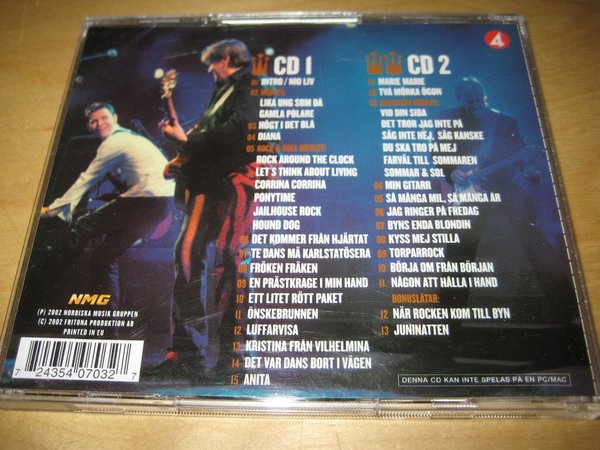 CD 1
01 INTRO / NIO LIV
02 MEDLEY:
LIKA UNG SOM DÅ
GAMLA POLARE
03 HÖGT I DET BLÅ
04 DIANA
05 ROCK & ROLL-MEDLEY:
ROCK AROUND THE CLOCK
LET'S THINK ABOUT LIVING
CORRINA CORRINA
PONYTIME
JAILHOUSE ROCK
HOUND DOG
06 DET KOMMER FRÅN HJÄRTAT
07 TE DANS MÄ KARLSTATÖSERA
08 FRÖKEN FRÄKEN
09 EN PRÄSTKRAGE I MIN HAND
10 ETT LITET RÖTT PAKET
11 ÖNSKEBRUNNEN
12 LUFFARVISA
13 KRISTINA FRÅN VILHELMINA
14 DET VAR DANS BORT I VÄGEN
15 ANITA
CD 2
01 MARIE MARIE
02 TVÅ MÖRKA ÖGON
03 MEDLEY:
VID DIN SIDA
DET TROR JAG INTE PÅ
SÄG INTE NEJ, SÄG KANSKE
DU SKA TRO PÅ MEJ
FARVÄL TILL SOMMAREN
SOMMAR & SOL
04 MIN GITARR
05 SÅ MÅNGA MIL, SÅ MÅNGA ÅR
06 JAG RINGER PÅ FREDAG
07 BYNS ENDA BLONDIN
08 KYSS MEJ STILLA
09 TORPARROCK
10 BÖRJA OM FRÅN BÖRJAN
11 NÅGON ATT HÅLLA I HAND
BONUSLÅTAR:
12 NÄR ROCKEN KOM TILL BYN
13 JUNINATTEN
4
NMG
(P) 2002 NORDISKA MUSIK GRUPPEN
(C) 2002 FRITUNA PRODUKTION AB
PRINTED IN EU
7 24354 07032 7
DENNA CD KAN INTE SPELAS PÅ EN PC/MAC